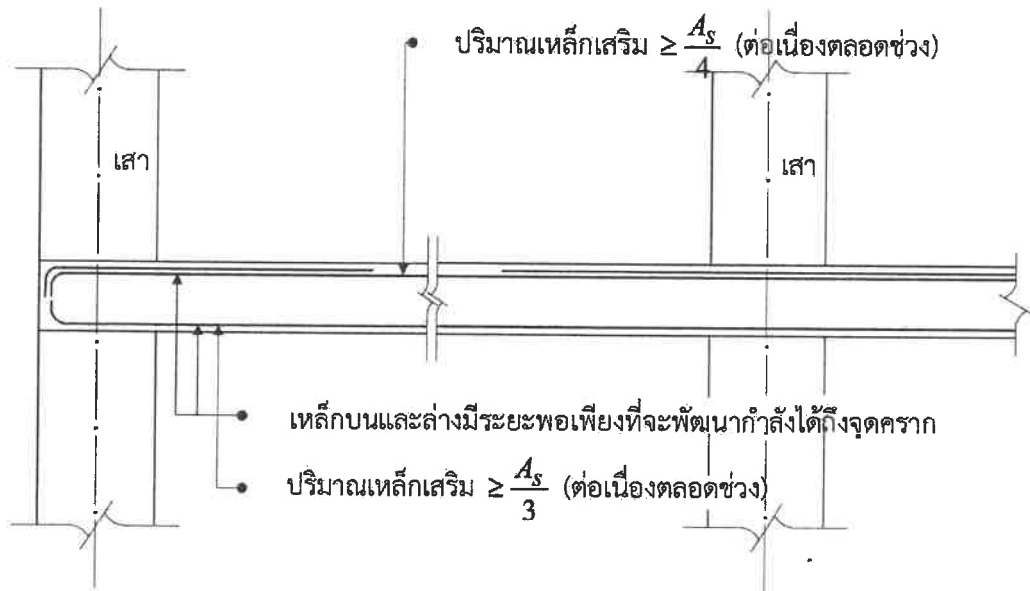 ปริมาณเหล็กเสริม ≥ A_S/4 (ต่อเนื่องตลอดช่วง)
เสา
เสา
เหล็กบนและล่างมีระยะพอเพียงที่จะพัฒนากำลังได้ถึงจุดคราก
ปริมาณเหล็กเสริม ≥ A_S/3 (ต่อเนื่องตลอดช่วง)